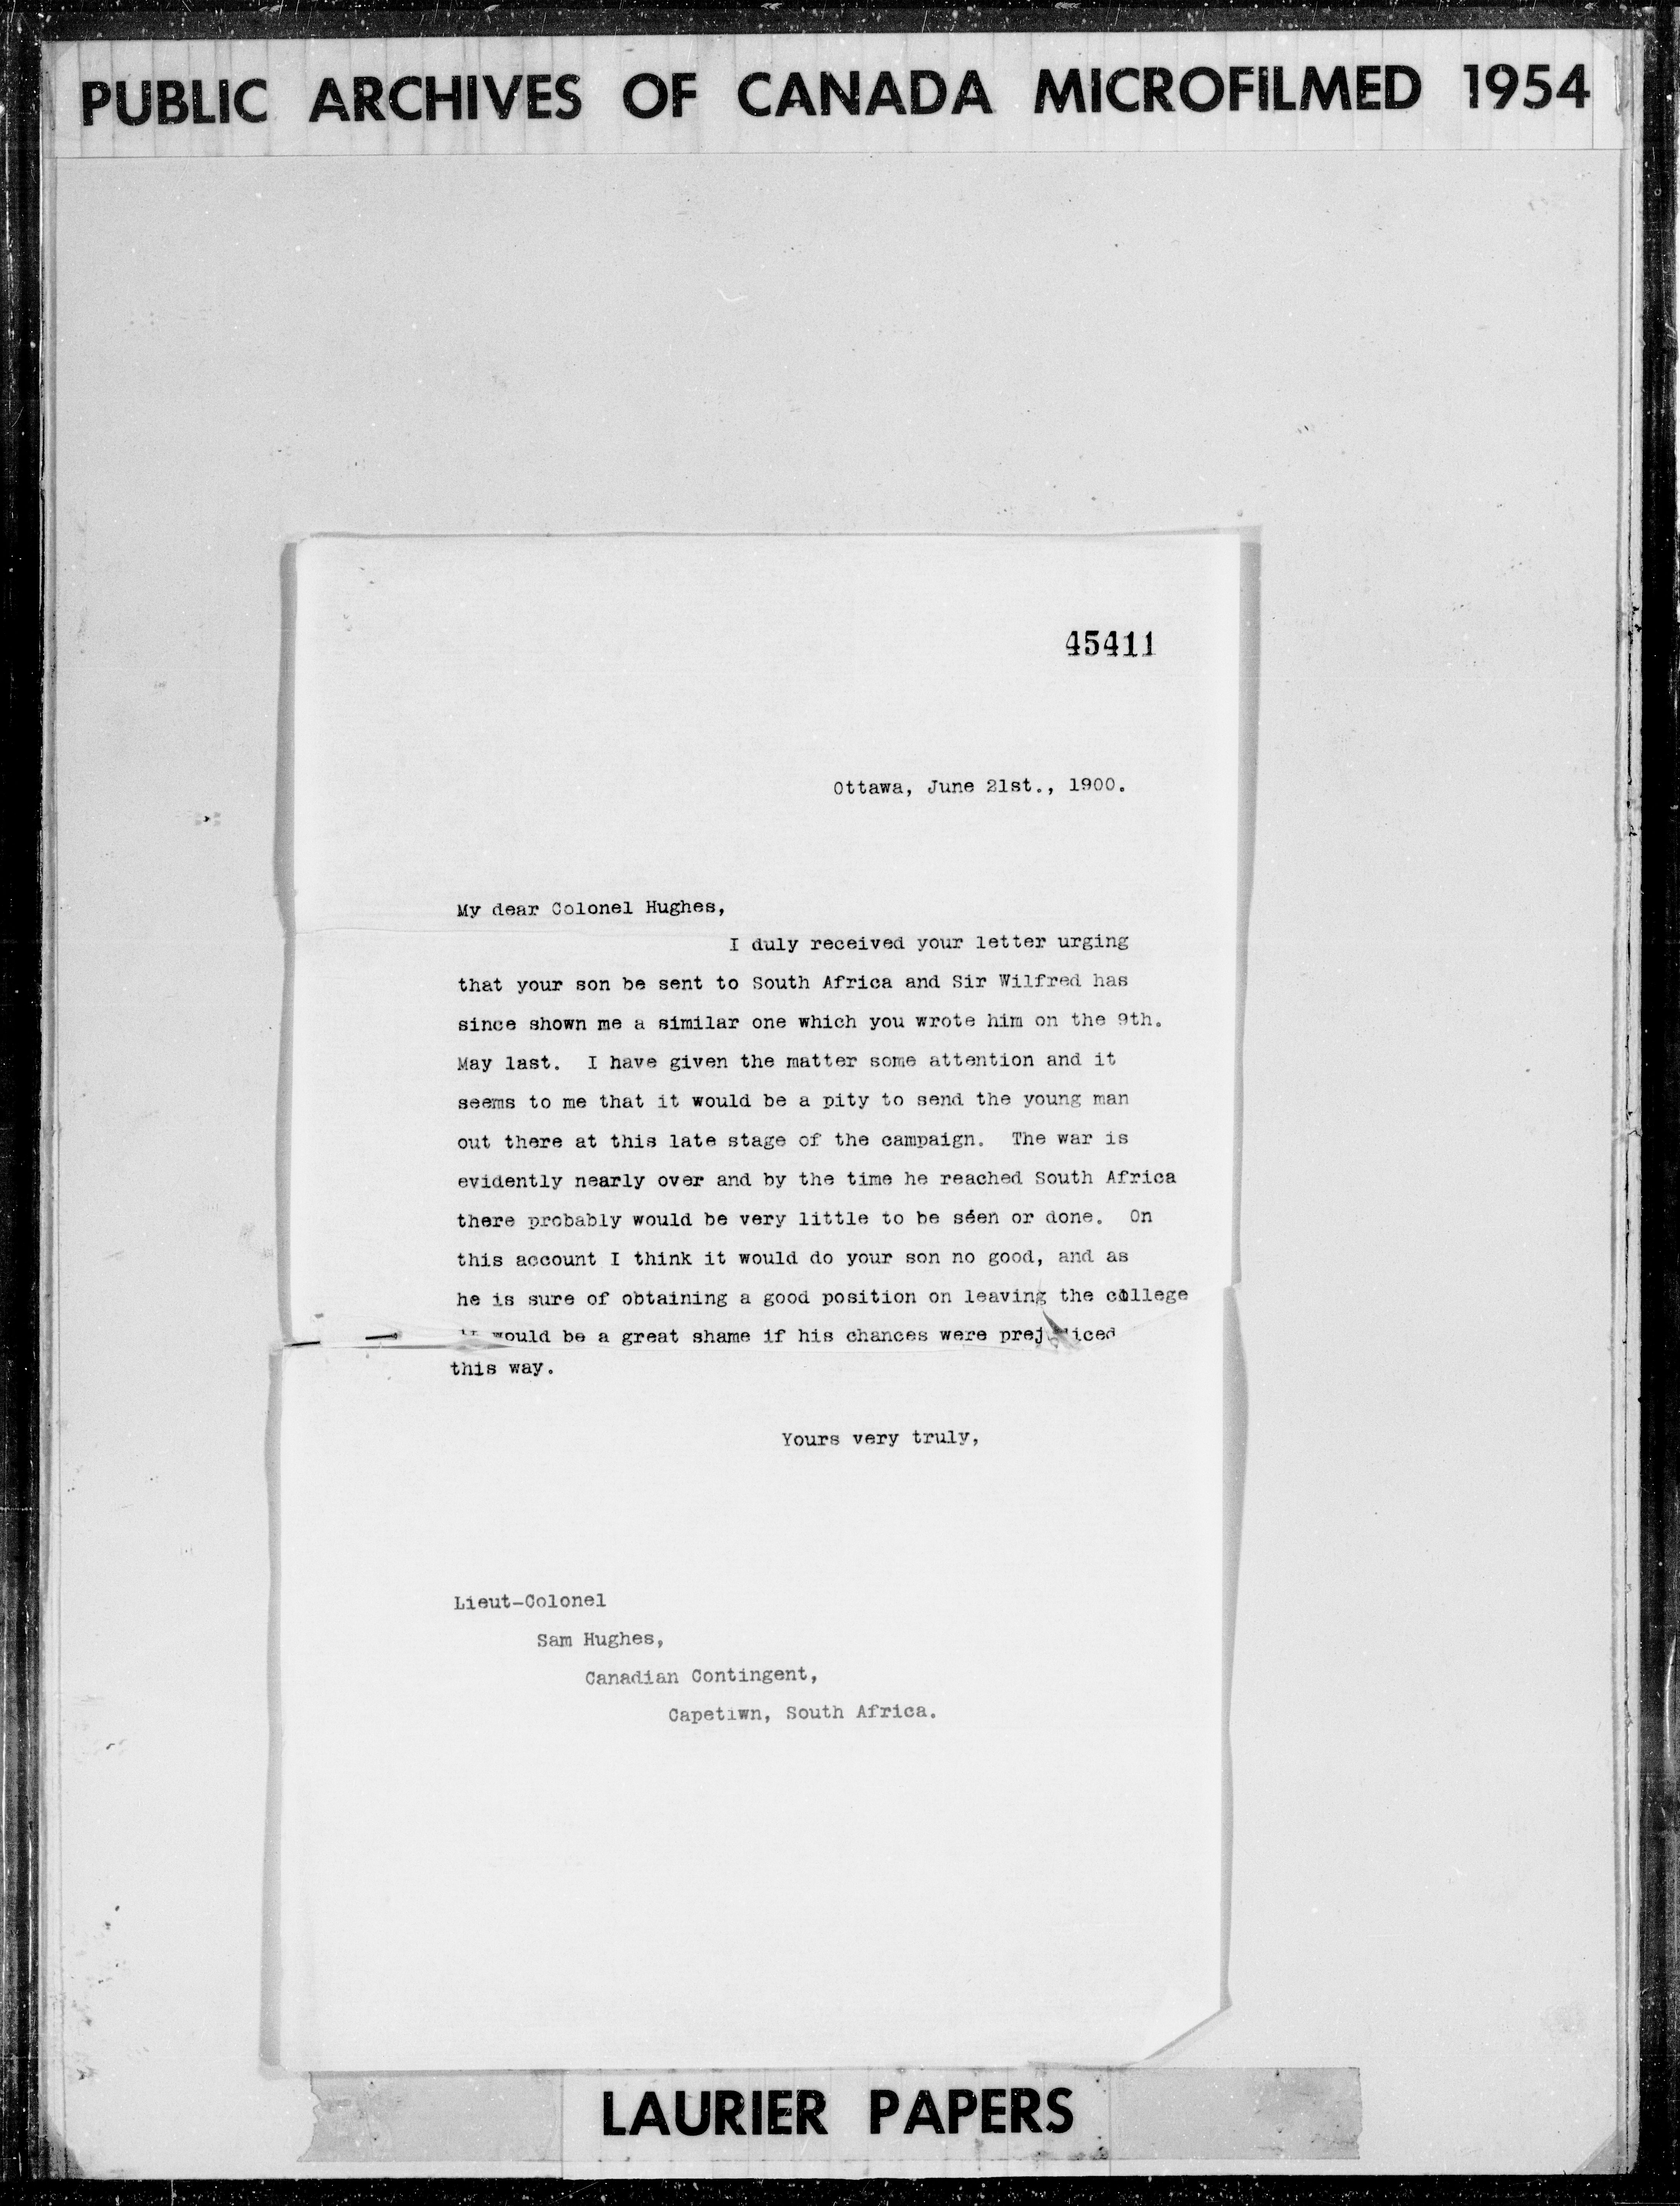 PUBLIC ARCHIVES OF CANADA MICROFILMED 1954
45411
Ottawa, June 21st., 1900.
My dear Colonel Hughes,
I duly received your letter urging
that your son be sent to South Africa and Sir Wilfred has
since shown me a similar one which you wrote him on the 9th.
May last. I have given the matter some attention and it
seems to me that it would be a pity to send the young man
out there at this late stage of the campaign. The war is
evidently nearly over and by the time he reached South Africa
there probably would be very little to be séen or done. On
this account I think it would do your son no good, and as
he is sure of obtaining a good position on leaving the college
would be a great shame if his chances were prejudiced
this way.
Yours very truly,
Lieut-Colonel
Sam Hughes,
Canadian Contingent,
Capetiwn, South Africa.
LAURIER PAPERS